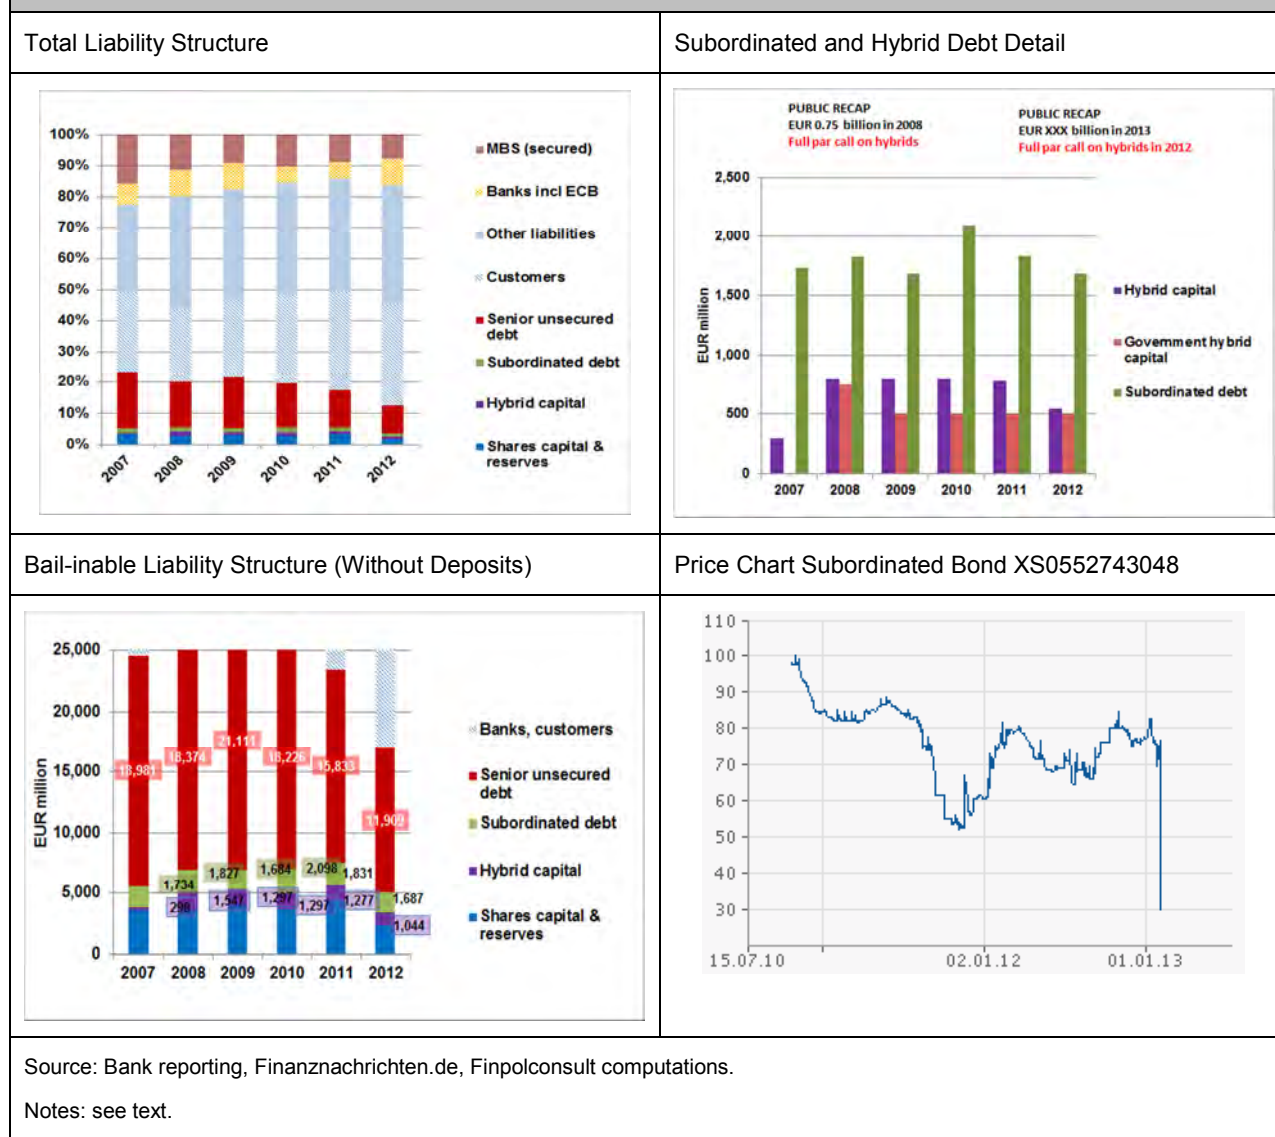 Total Liability Structure
Subordinated and Hybrid Debt Detail
100%
90%
80%
70%
60%
50%
40%
30%
20%
10%
0%
2007
2008
2009
2010
2011
2012
MBS (secured)
Banks incl ECB
Other liabilities
Customers
Senior unsecured
debt
Subordinated debt
Hybrid capital
Shares capital &
reserves
PUBLIC RECAP
EUR 0.75 billion in 2008
Full par call on hybrids
PUBLIC RECAP
EUR XXX billion in 2013
Full par call on hybrids in 2012
EUR million
2,500
2,000
1,500
1,000
500
0
2007
2008
2009
2010
2011
2012
Hybrid capital
Government hybrid
capital
Subordinated debt
Bail-inable Liability Structure (Without Deposits)
Price Chart Subordinated Bond XS0552743048
EUR million
25,000
20,000
15,000
10,000
5,000
0
18,981
18,374
21,111
18,226
15,833
11,909
1,734
1,827
1,684
2,098
1,831
1,687
298
1,547
1,297
1,297
1,277
1,044
2007
2008
2009
2010
2011
2012
Banks, customers
Senior unsecured
debt
Subordinated debt
Hybrid capital
Shares capital &
reserves
110
100
90
80
70
60
50
40
30
15.07.10
02.01.12
01.01.13
Source: Bank reporting, Finanznachrichten.de, Finpolconsult computations.
Notes: see text.